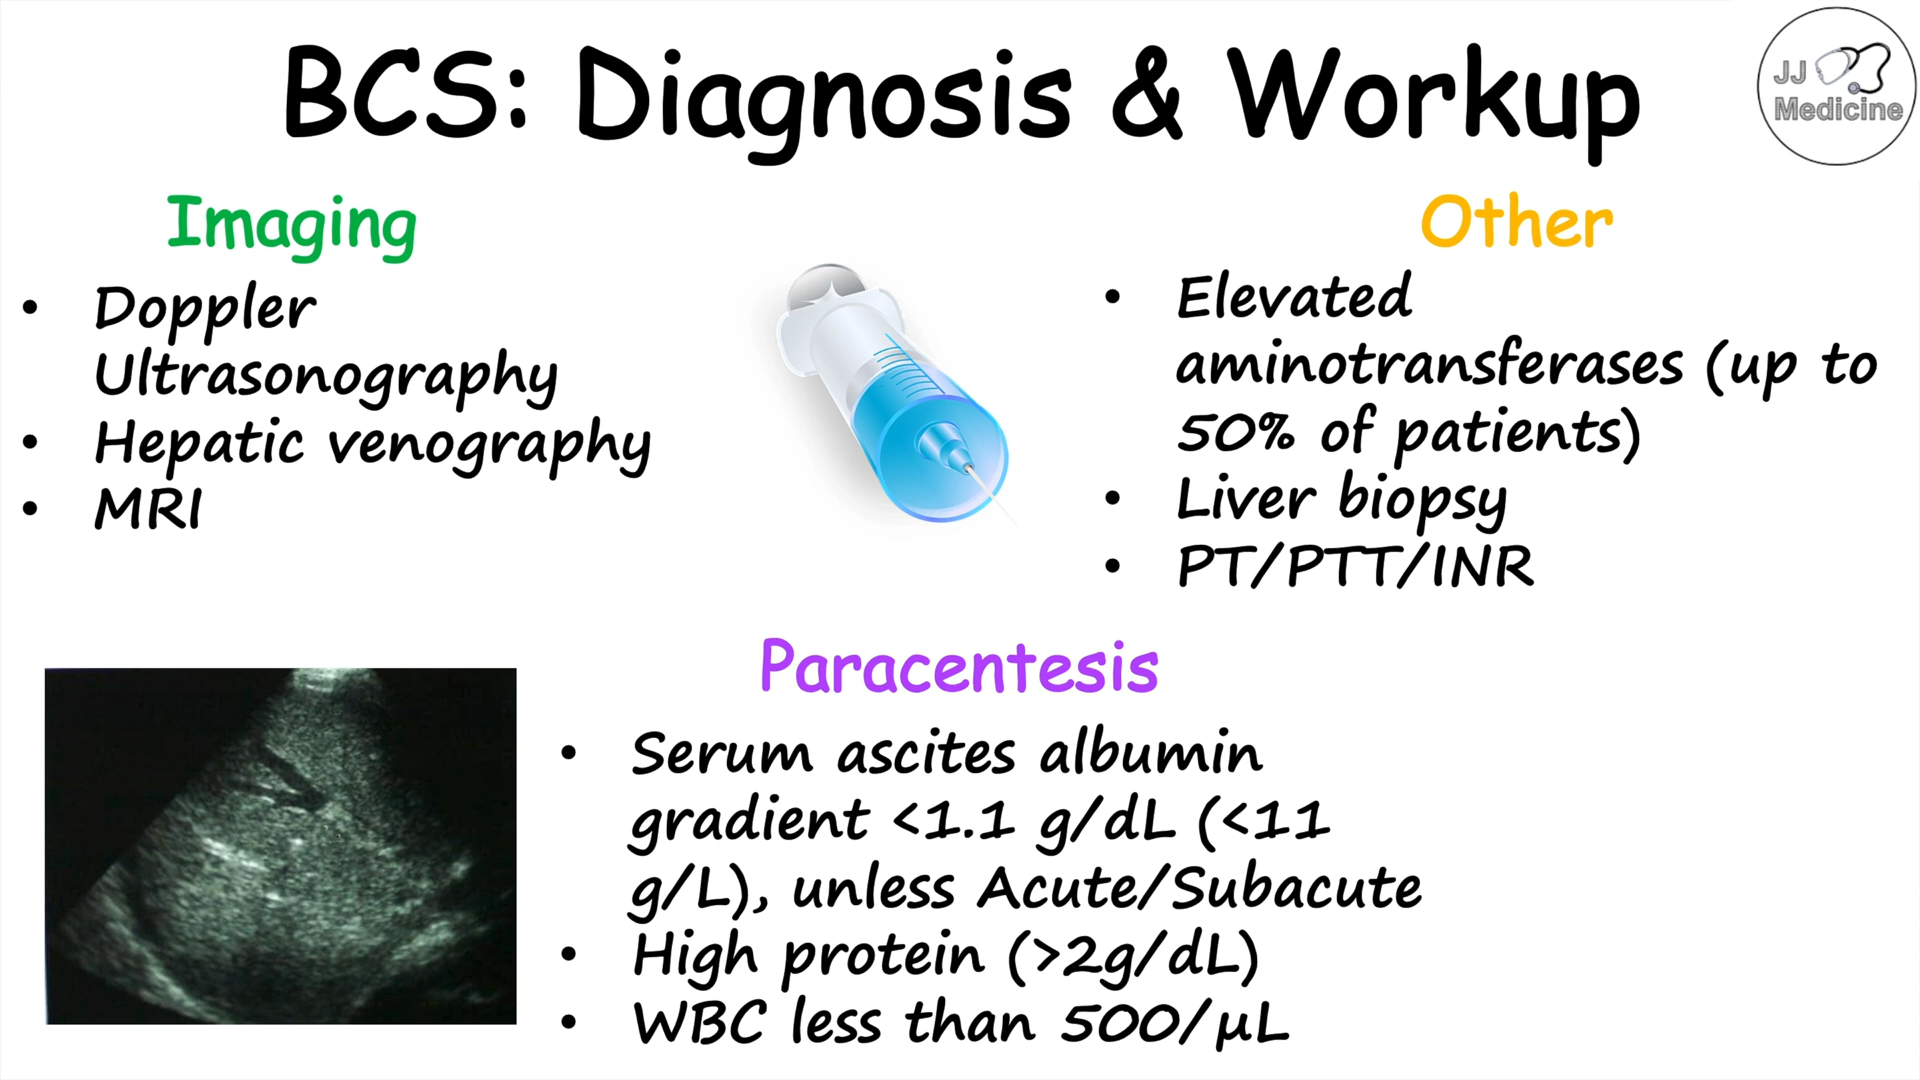 BCS: Diagnosis & Workup
JJ
Medicine
Imaging
• Doppler
Ultrasonography
• Hepatic venography
• MRI
Other
• Elevated
aminotransferases (up to
50% of patients)
• Liver biopsy
• PT/PTT/INR
Paracentesis
• Serum ascites albumin
gradient <1.1 g/dL (<11
g/L), unless Acute/Subacute
• High protein (>2g/dL)
• WBC less than 500/μL